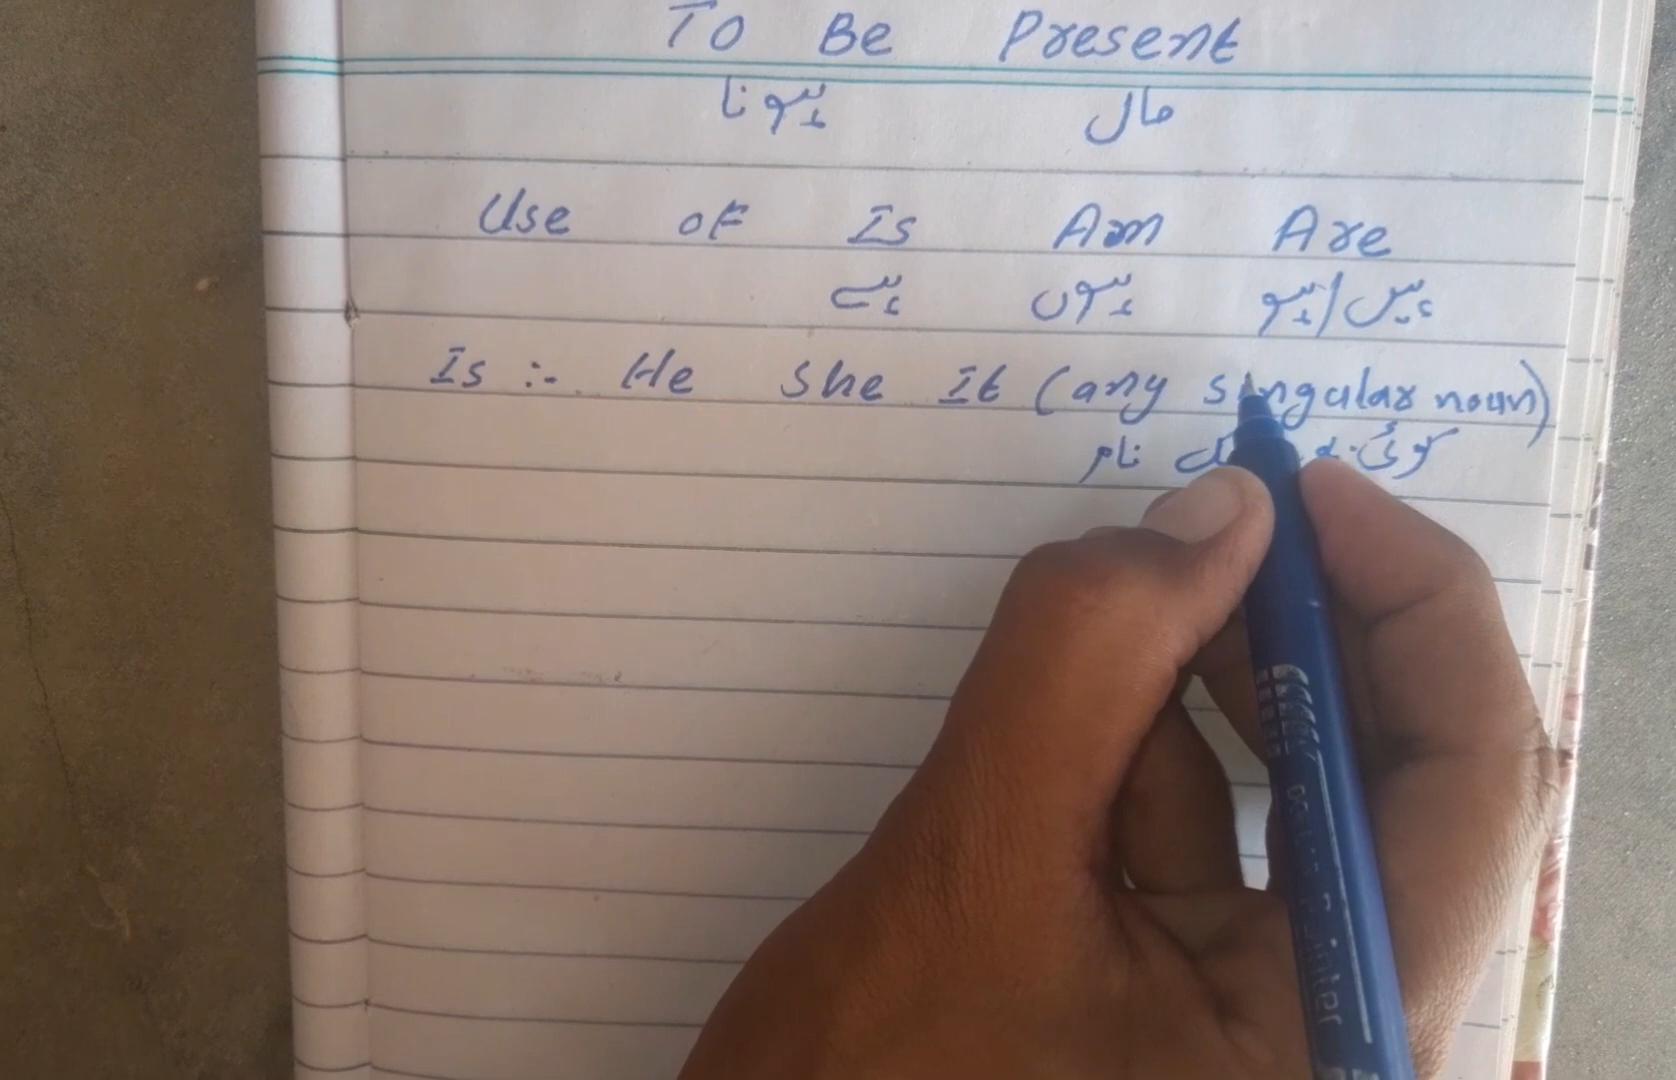 To Be Present
ہونا حال
Use of Is Am Are
ہے ہوں ہو/ہیں
Is :- He She It (any singular noun)
کوئی نام
Pointer